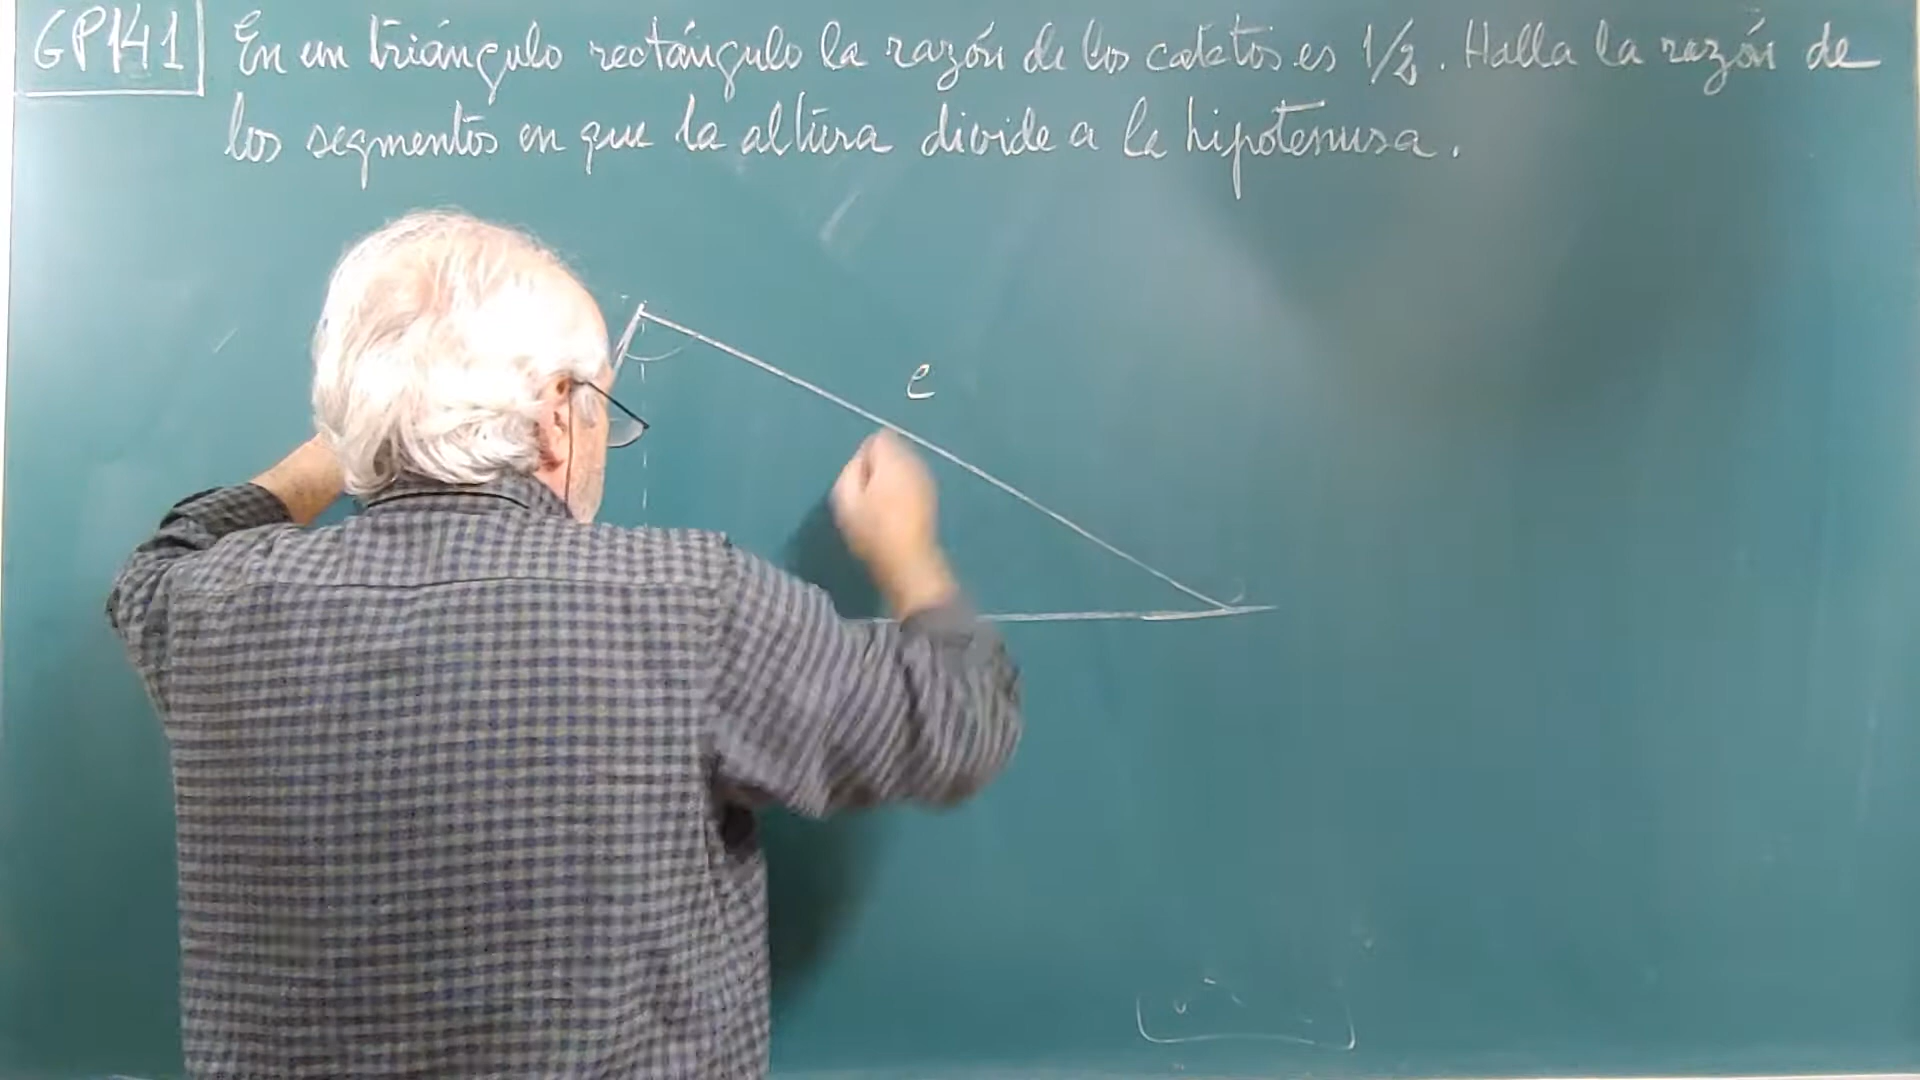 GP141 En un triángulo rectángulo la razón de los catetos es 1/2. Halla la razón de
los segmentos en que la altura divide a la hipotenusa.
c